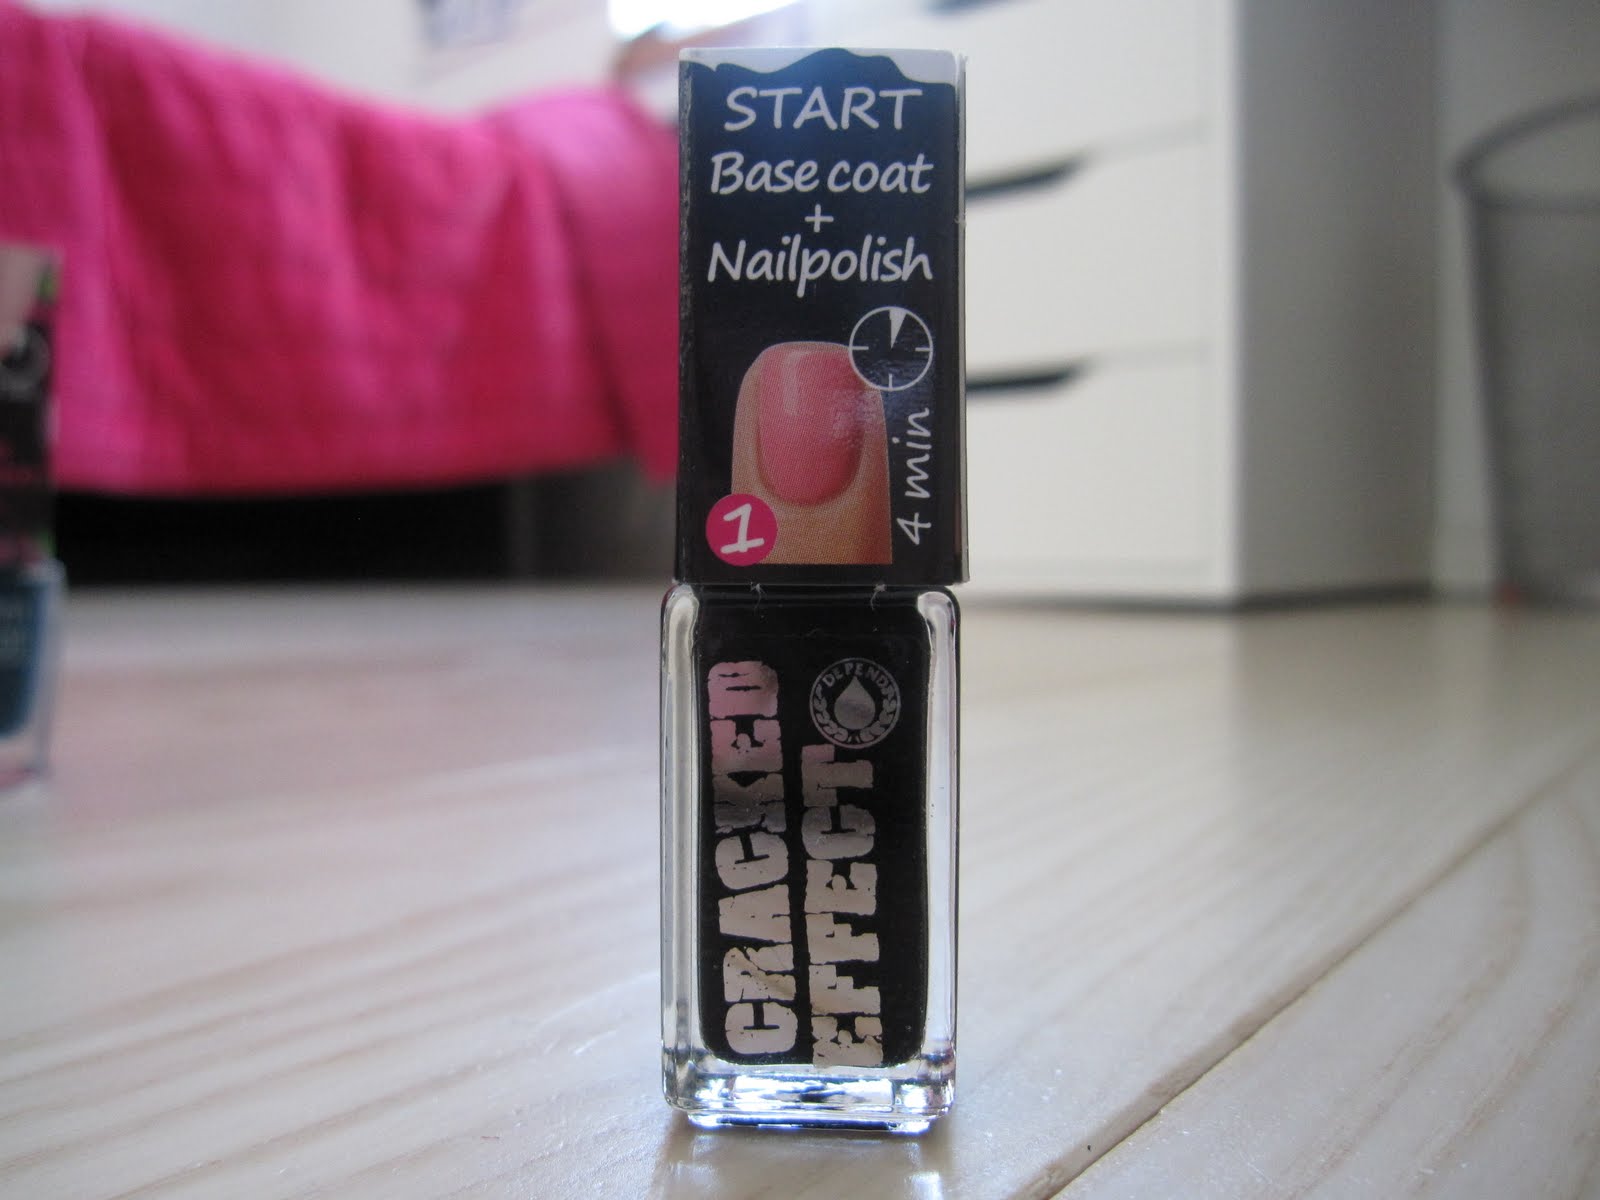 START
Base coat
+
Nailpolish
4 min
1
DEPEND
CRACKED
EFFECT